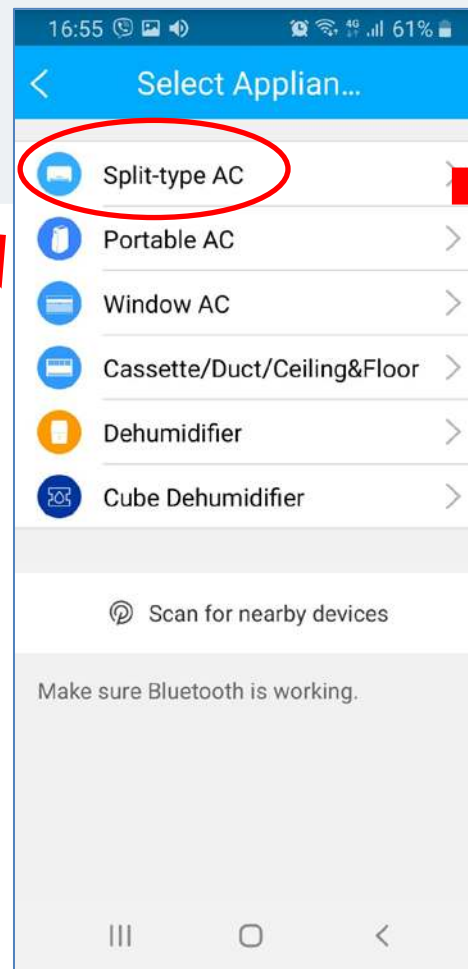 16:55 4G 61%
Select Applian...
Split-type AC
Portable AC
Window AC
Cassette/Duct/Ceiling&Floor
Dehumidifier
Cube Dehumidifier
Scan for nearby devices
Make sure Bluetooth is working.